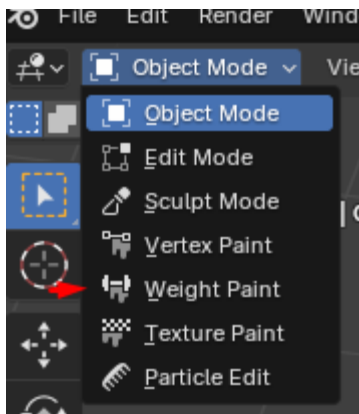 File Edit Render Wind
Object Mode Vie
Object Mode
Edit Mode
Sculpt Mode
Vertex Paint
Weight Paint
Texture Paint
Particle Edit